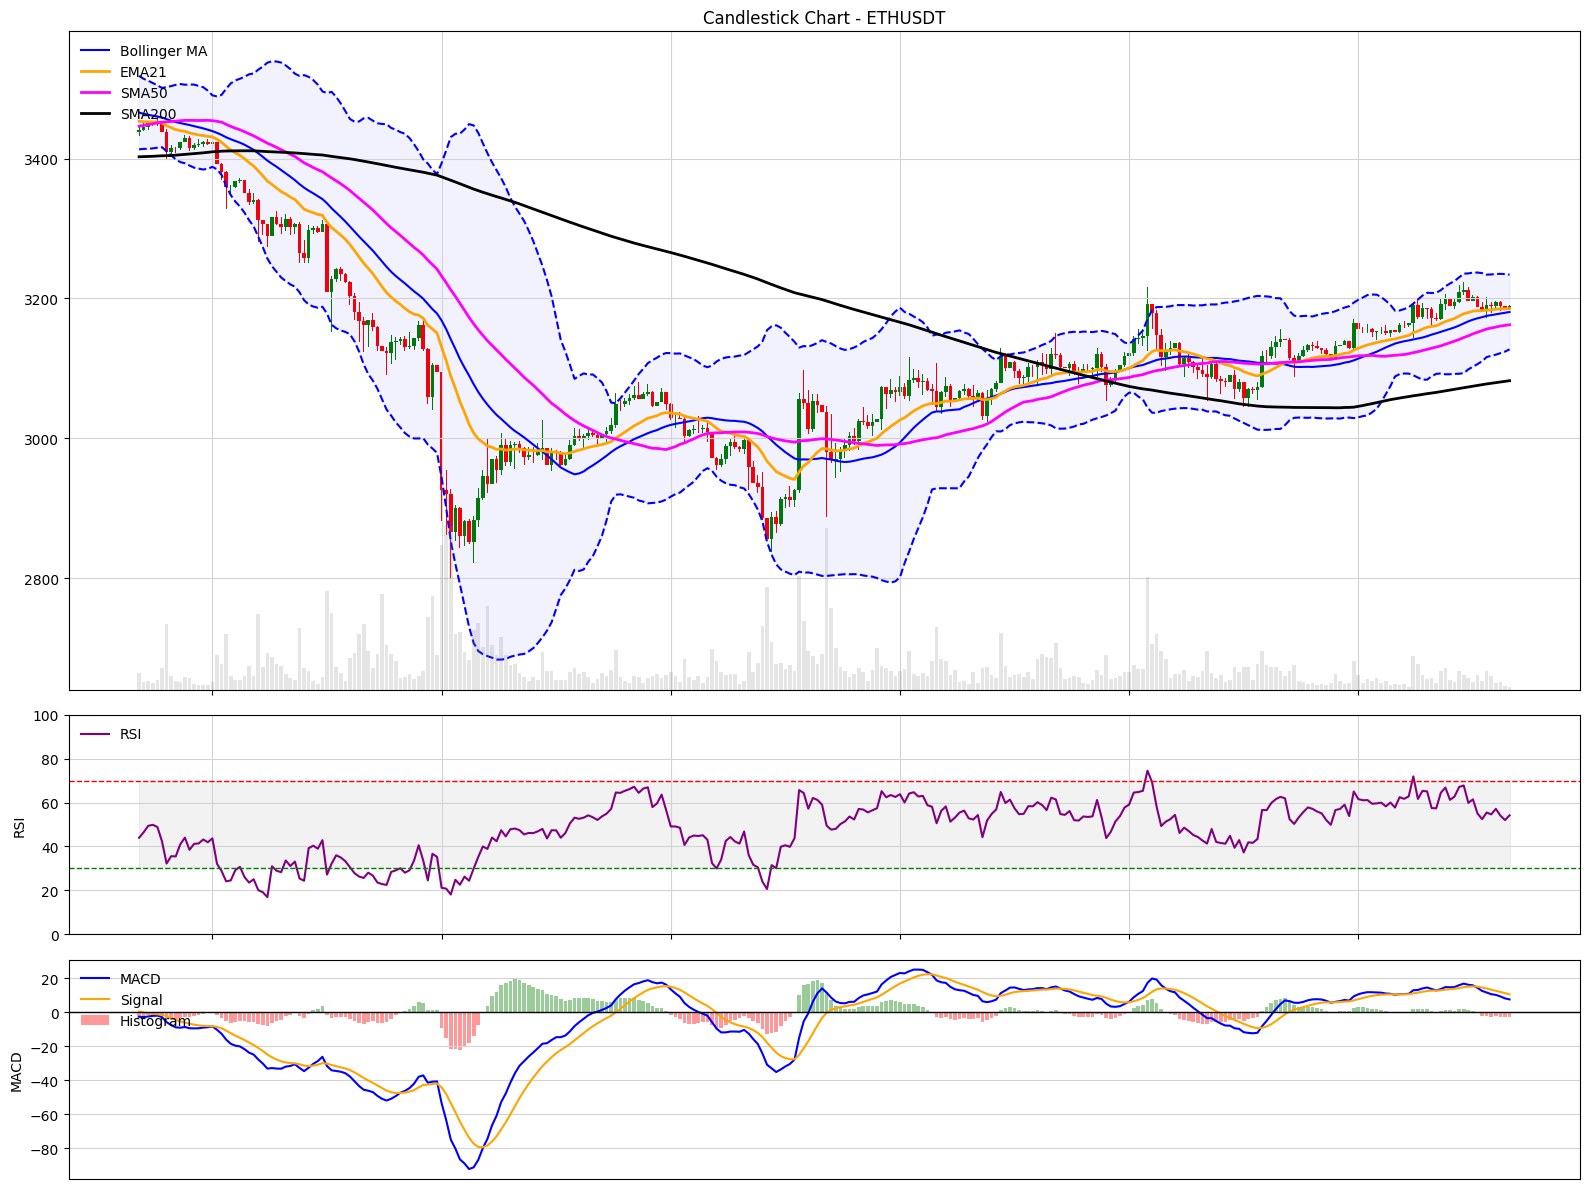 Candlestick Chart - ETHUSDT
Bollinger MA
EMA21
SMA50
SMA200
3400
3200
3000
2800
RSI
100
80
60
40
20
0
RSI
MACD
Signal
Histogram
20
0
−20
−40
−60
−80
MACD